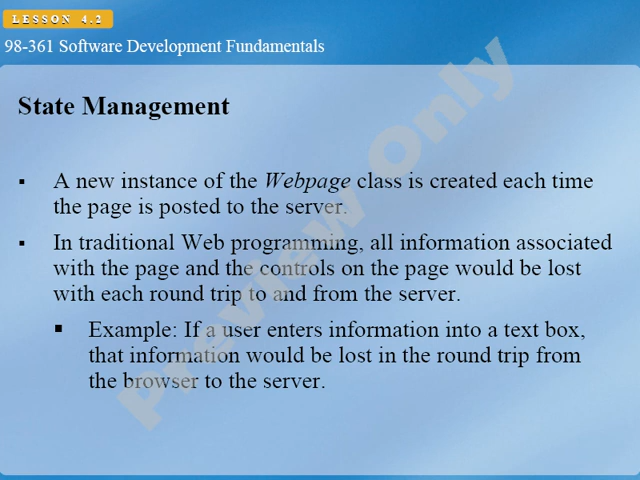 LESSON 4.2
98-361 Software Development Fundamentals
State Management
▪ A new instance of the Webpage class is created each time
the page is posted to the server.
▪ In traditional Web programming, all information associated
with the page and the controls on the page would be lost
with each round trip to and from the server.
▪ Example: If a user enters information into a text box,
that information would be lost in the round trip from
the browser to the server.
Preview Only